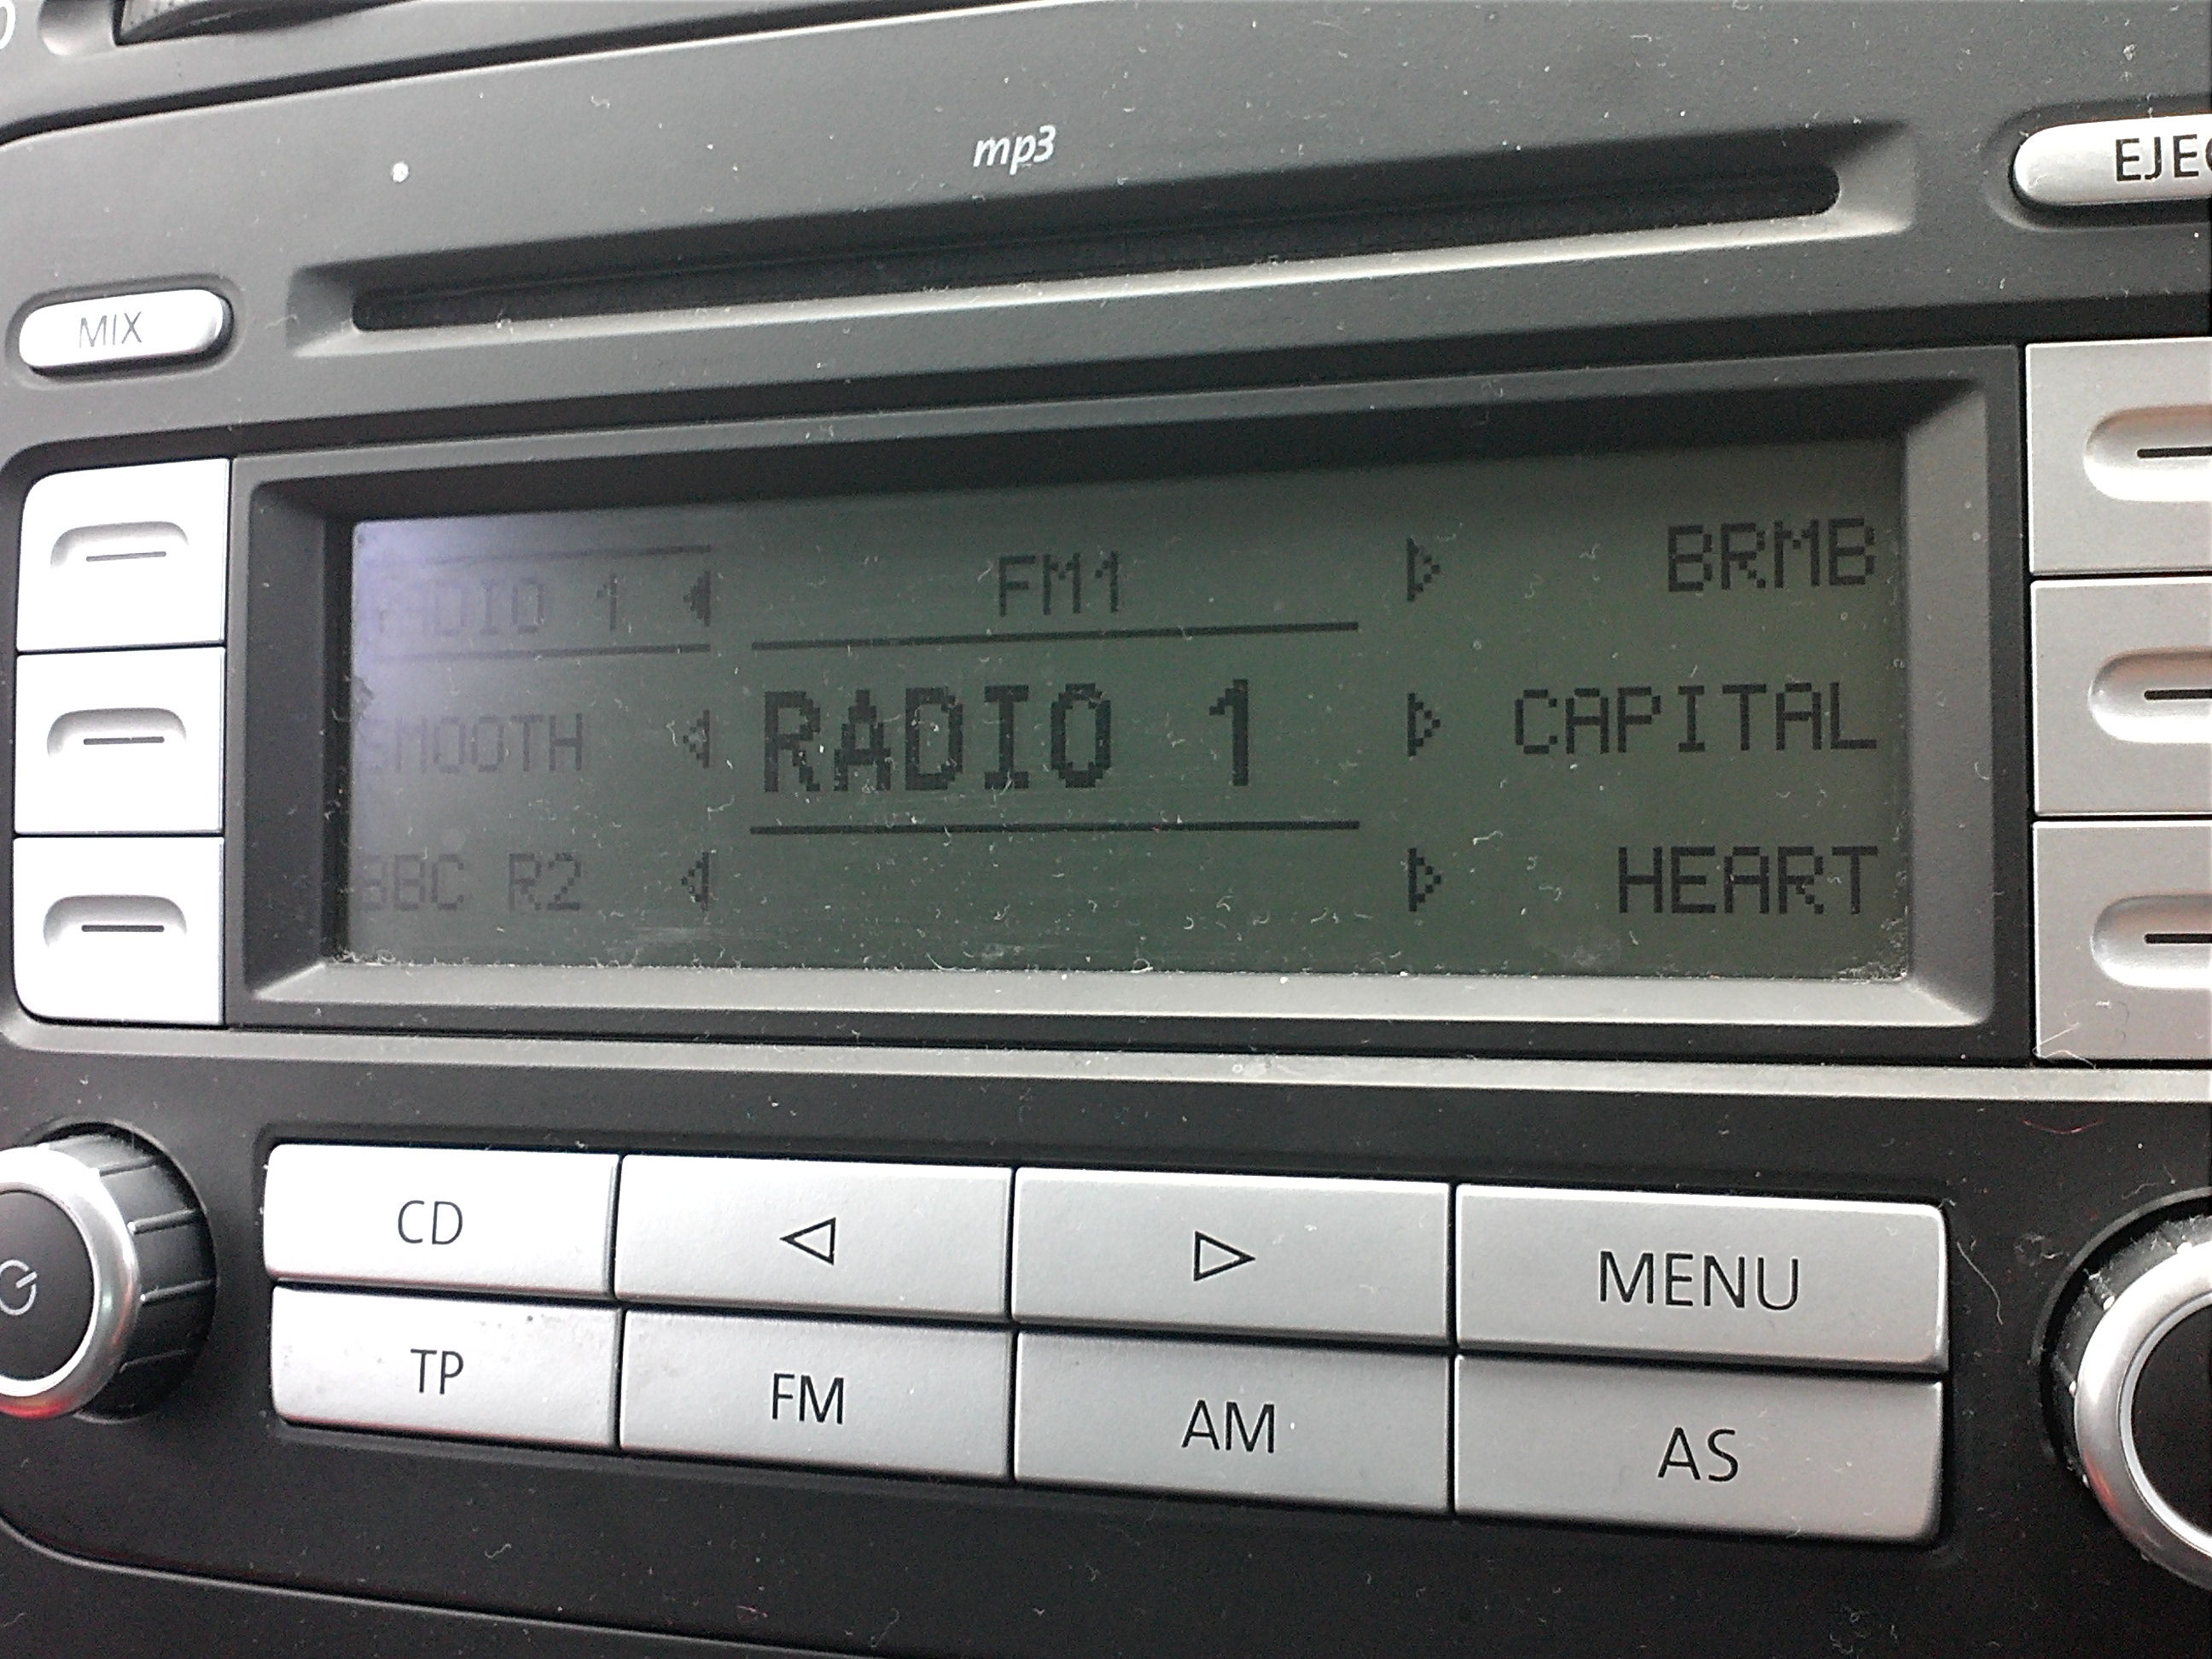 mp3
EJEC
MIX
RADIO 1 FM1 BRMB
SMOOTH RADIO 1 CAPITAL
BBC R2 HEART
CD MENU
TP FM AM AS